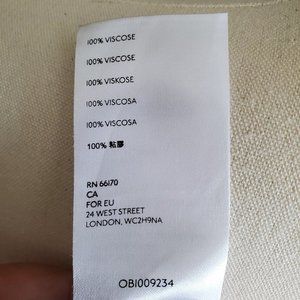 100% VISCOSE
100% VISCOSE
100% VISKOSE
100% VISCOSA
100% VISCOSA
100% 粘膠
RN 66170
CA
FOR EU
24 WEST STREET
LONDON, WC2H9NA
OBI009234